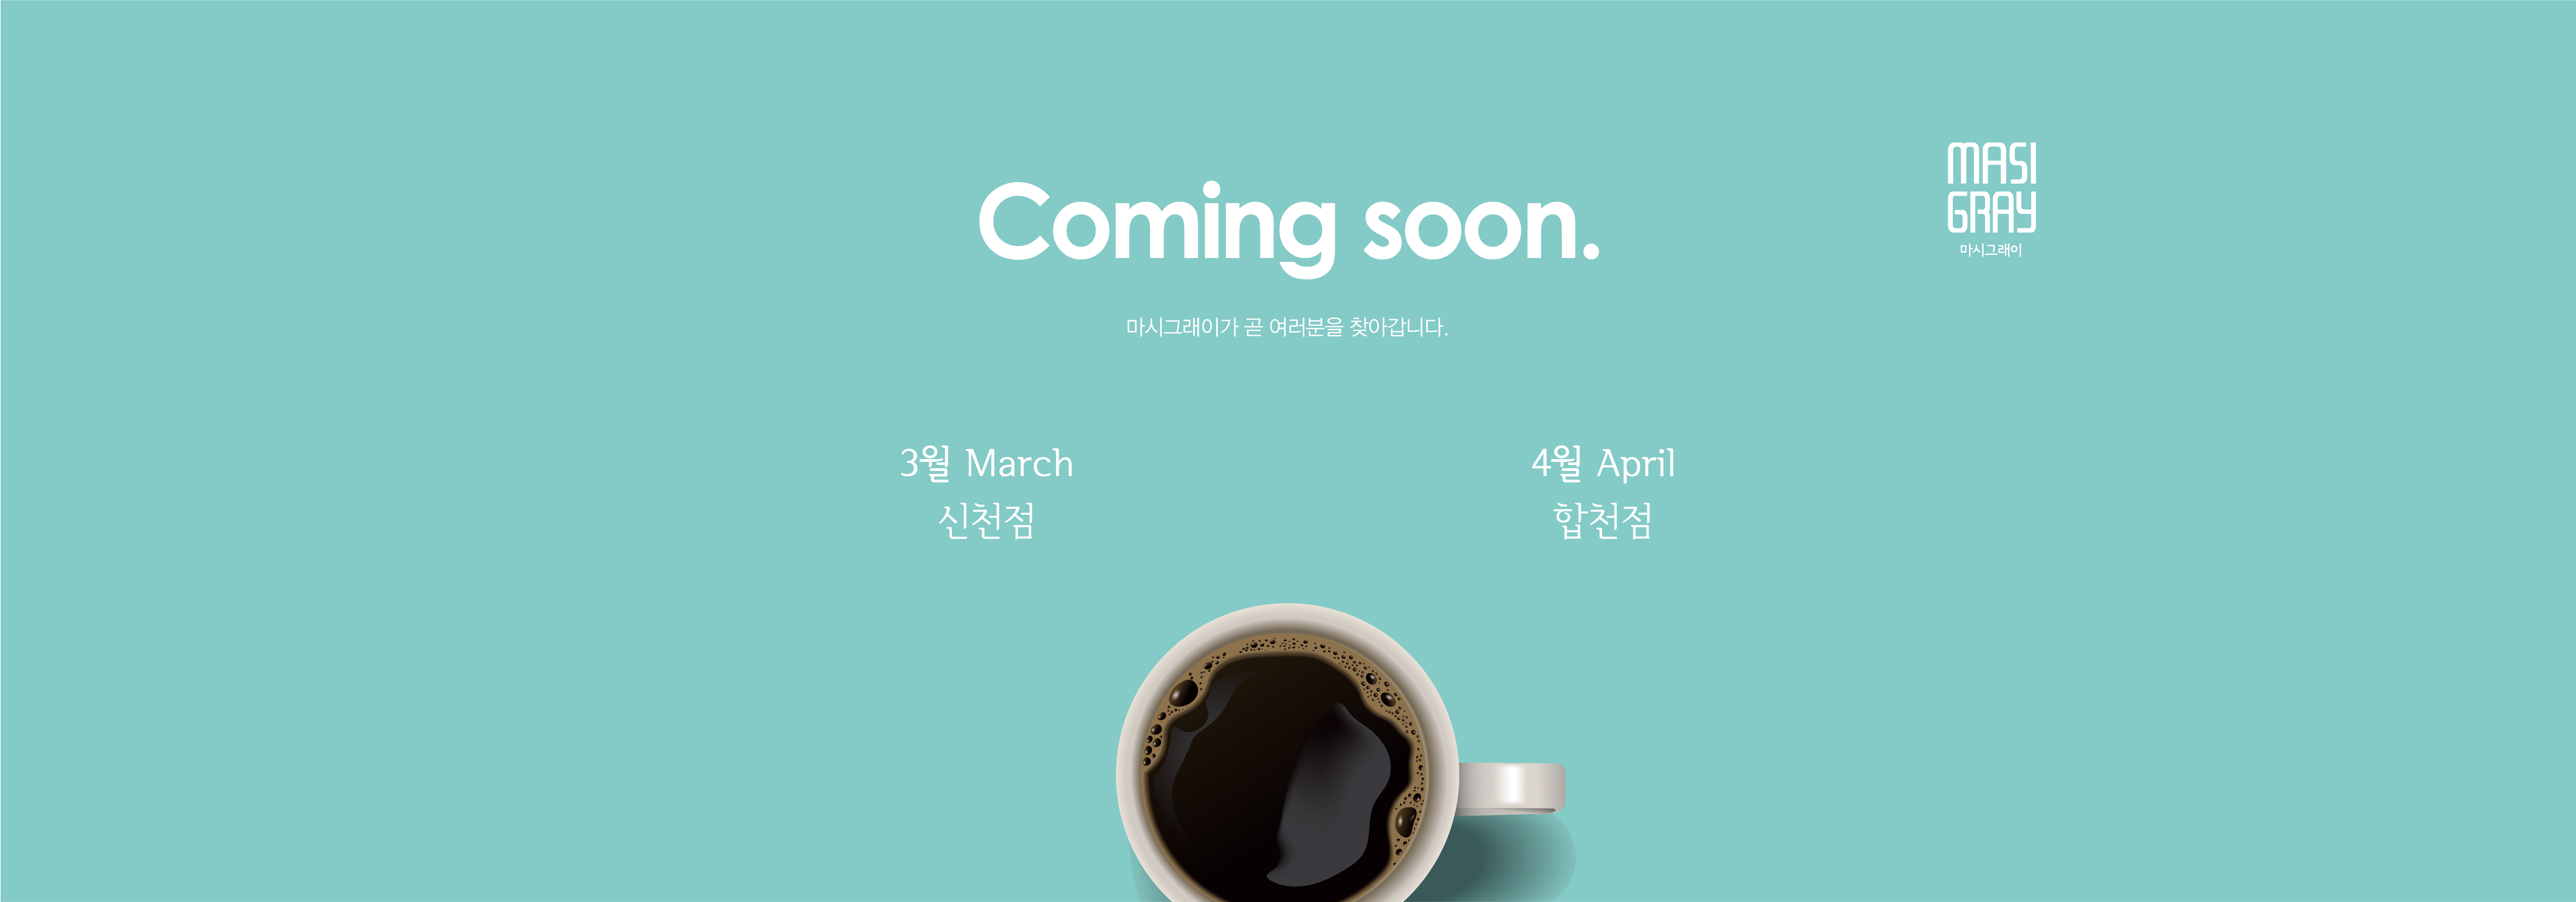 Coming soon.
마시그래이가 곧 여러분을 찾아갑니다.
3월 March
신천점
4월 April
합천점
MASI
GRAY
마시그래이